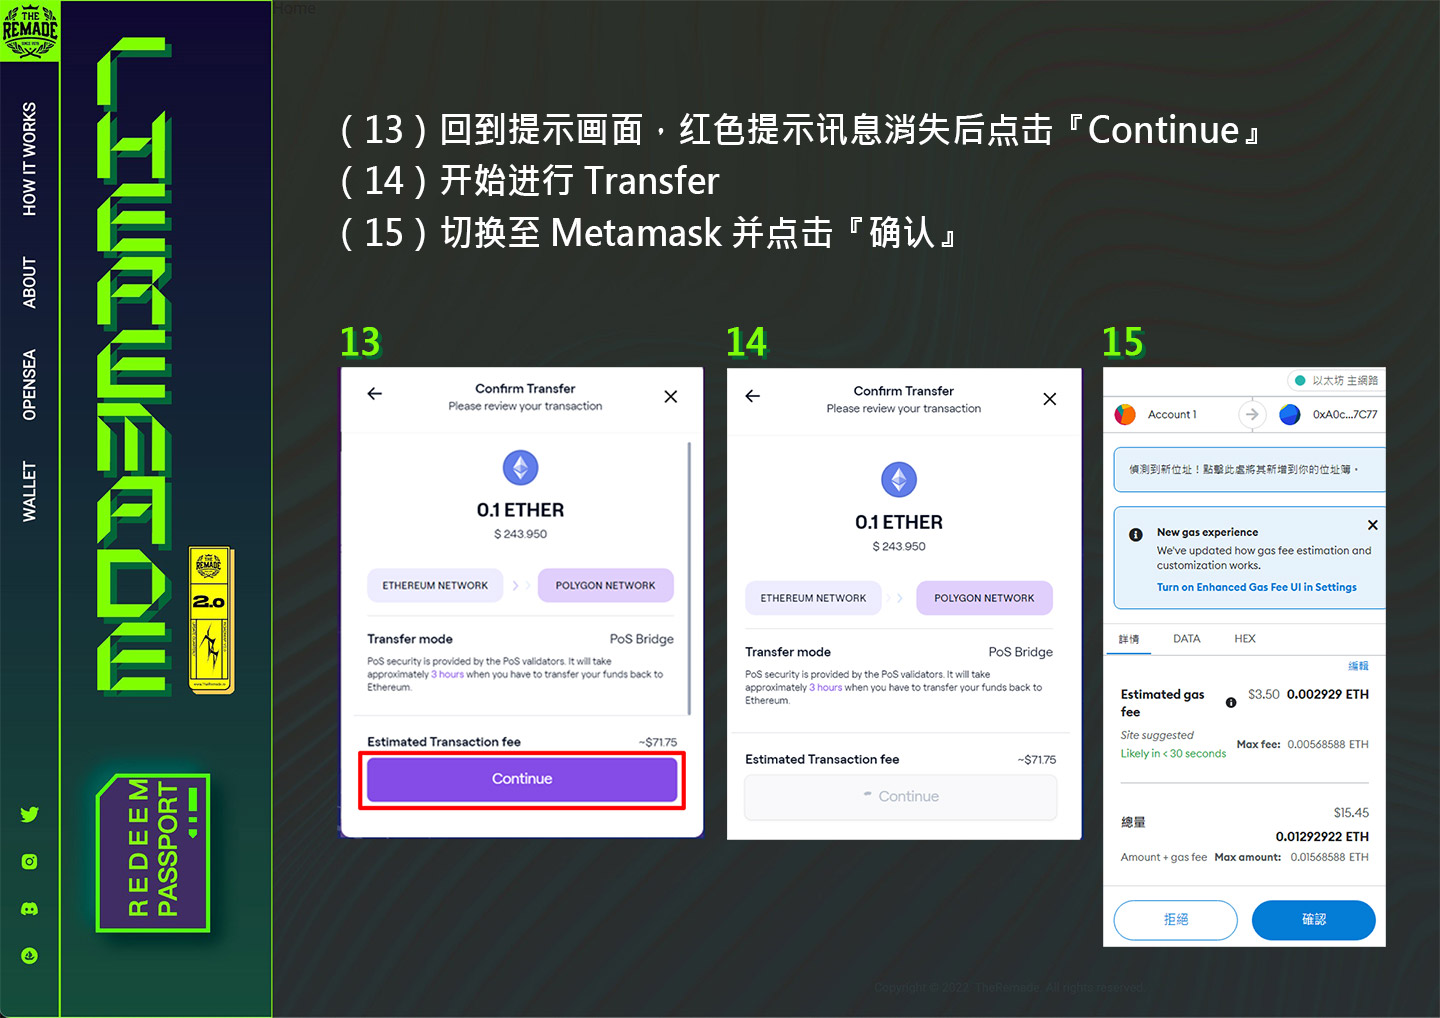 THE
REMADE
SINCE 1978
Home
HOW IT WORKS
ABOUT
OPENSEA
WALLET
THE REMADE
THE
REMADE
2.0
REDEEM
PASSPORT
(13)回到提示画面,红色提示讯息消失后点击『Continue』
(14)开始进行 Transfer
(15)切换至 Metamask 并点击『确认』
13
Confirm Transfer
Please review your transaction
0.1 ETHER
$ 243.950
ETHEREUM NETWORK
POLYGON NETWORK
Transfer mode PoS Bridge
PoS security is provided by the PoS validators. It will take
approximately 3 hours when you have to transfer your funds back to
Ethereum.
Estimated Transaction fee ~$71.75
Continue
14
Confirm Transfer
Please review your transaction
0.1 ETHER
$ 243.950
ETHEREUM NETWORK
POLYGON NETWORK
Transfer mode PoS Bridge
PoS security is provided by the PoS validators. It will take
approximately 3 hours when you have to transfer your funds back to
Ethereum.
Estimated Transaction fee ~$71.75
Continue
15
以太坊 主網路
Account 1 0xA0c...7C77
偵測到新位址!點擊此處將其新增到你的位址簿。
New gas experience
We've updated how gas fee estimation and
customization works.
Turn on Enhanced Gas Fee UI in Settings
詳情 DATA HEX
編輯
Estimated gas
fee
$3.50 0.002929 ETH
Site suggested
Likely in < 30 seconds
Max fee: 0.00568588 ETH
總量
$15.45
0.01292922 ETH
Amount + gas fee Max amount: 0.01568588 ETH
拒絕 確認
Copyright © 2022. TheRemade. All rights reserved.